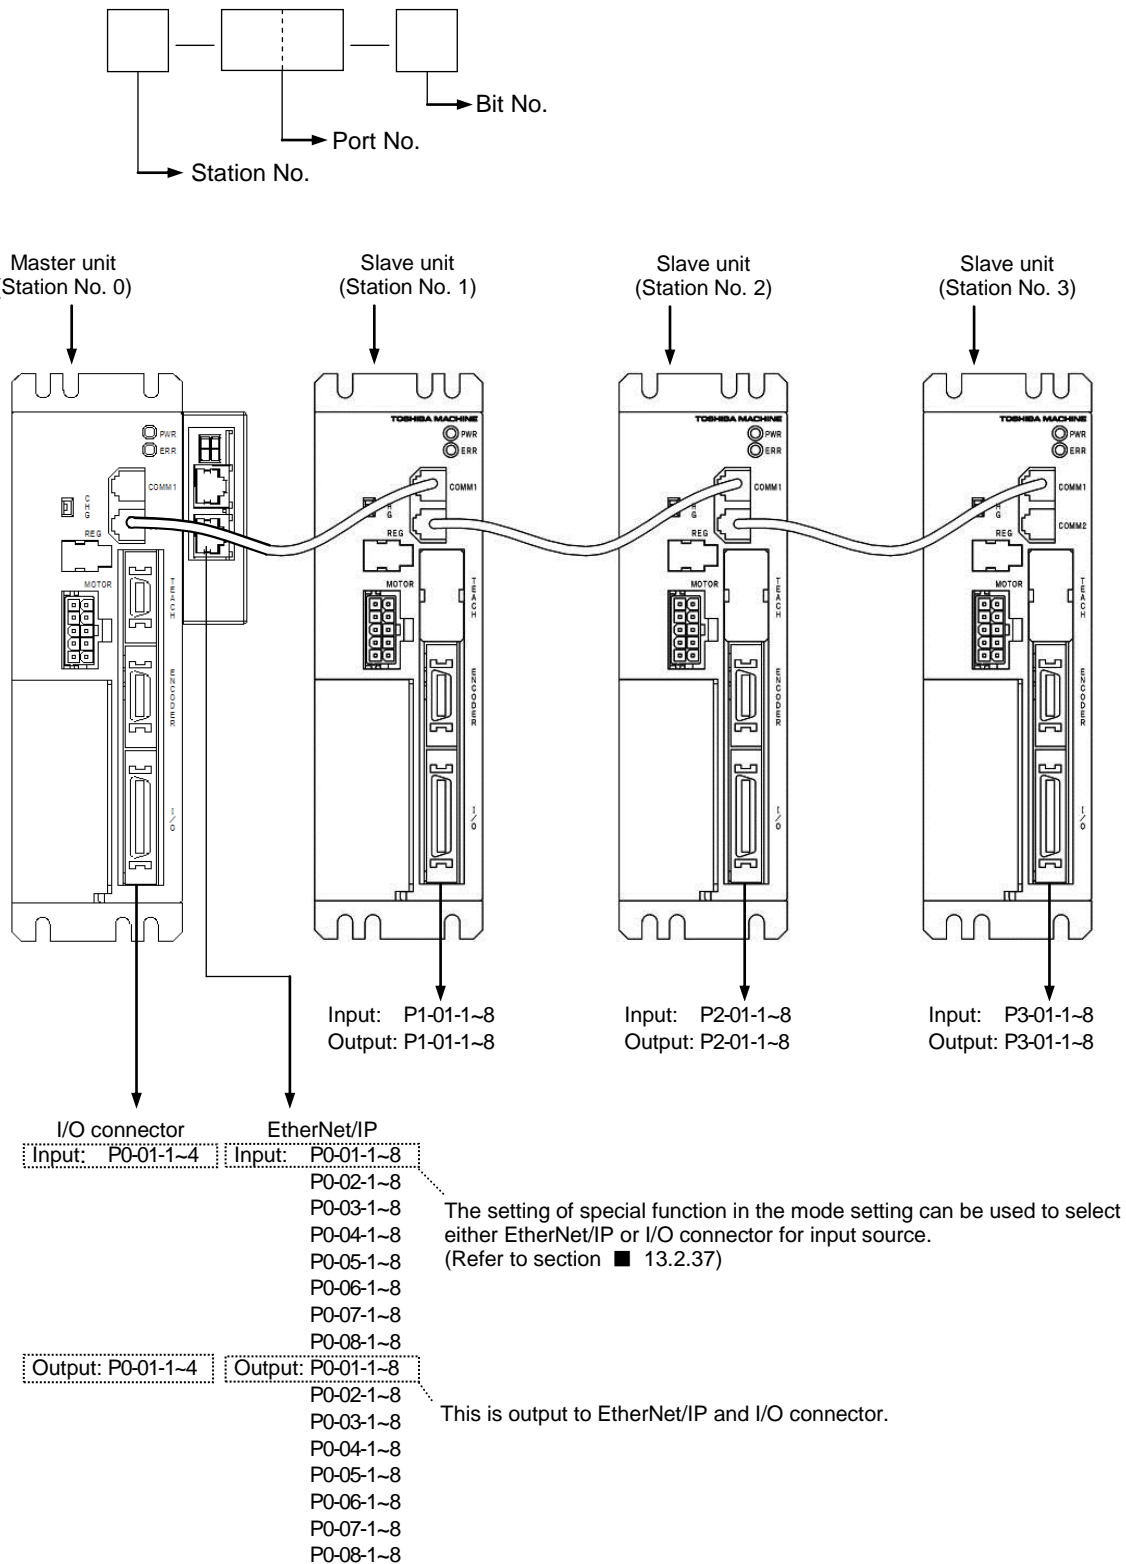 Bit No.
Port No.
Station No.
Master unit
(Station No. 0)
Slave unit
(Station No. 1)
Slave unit
(Station No. 2)
Slave unit
(Station No. 3)
PWR
ERR
COMM1
CHG
REG
MOTOR
TEACH
ENCODER
I/O
TOSHIBA MACHINE
PWR
ERR
COMM1
HG
REG
MOTOR
TEACH
ENCODER
I/O
TOSHIBA MACHINE
PWR
ERR
COMM1
HG
REG
MOTOR
TEACH
ENCODER
I/O
TOSHIBA MACHINE
PWR
ERR
COMM1
COMM2
HG
REG
MOTOR
TEACH
ENCODER
I/O
Input: P1-01-1~8
Output: P1-01-1~8
Input: P2-01-1~8
Output: P2-01-1~8
Input: P3-01-1~8
Output: P3-01-1~8
I/O connector
Input: P0-01-1~4
EtherNet/IP
Input: P0-01-1~8
P0-02-1~8
P0-03-1~8
P0-04-1~8
P0-05-1~8
P0-06-1~8
P0-07-1~8
P0-08-1~8
The setting of special function in the mode setting can be used to select
either EtherNet/IP or I/O connector for input source.
(Refer to section ■ 13.2.37)
Output: P0-01-1~4
Output: P0-01-1~8
P0-02-1~8
P0-03-1~8
P0-04-1~8
P0-05-1~8
P0-06-1~8
P0-07-1~8
P0-08-1~8
This is output to EtherNet/IP and I/O connector.